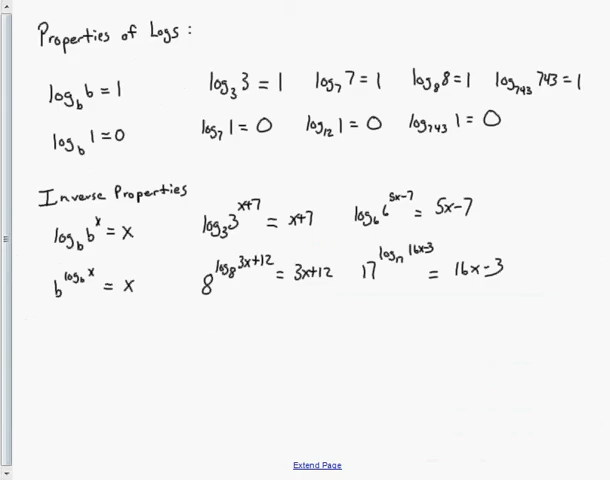 Properties of Logs :
log_b b = 1    log_3 3 = 1    log_7 7 = 1    log_8 8 = 1    log_743 743 = 1
log_b 1 = 0    log_7 1 = 0    log_12 1 = 0    log_743 1 = 0
Inverse Properties
log_b b^x = x    log_3 3^(x+7) = x+7    log_6 6^(5x-7) = 5x-7
b^(log_b x) = x    8^(log_8 3x+12) = 3x+12    17^(log_17 16x-3) = 16x-3
Extend Page